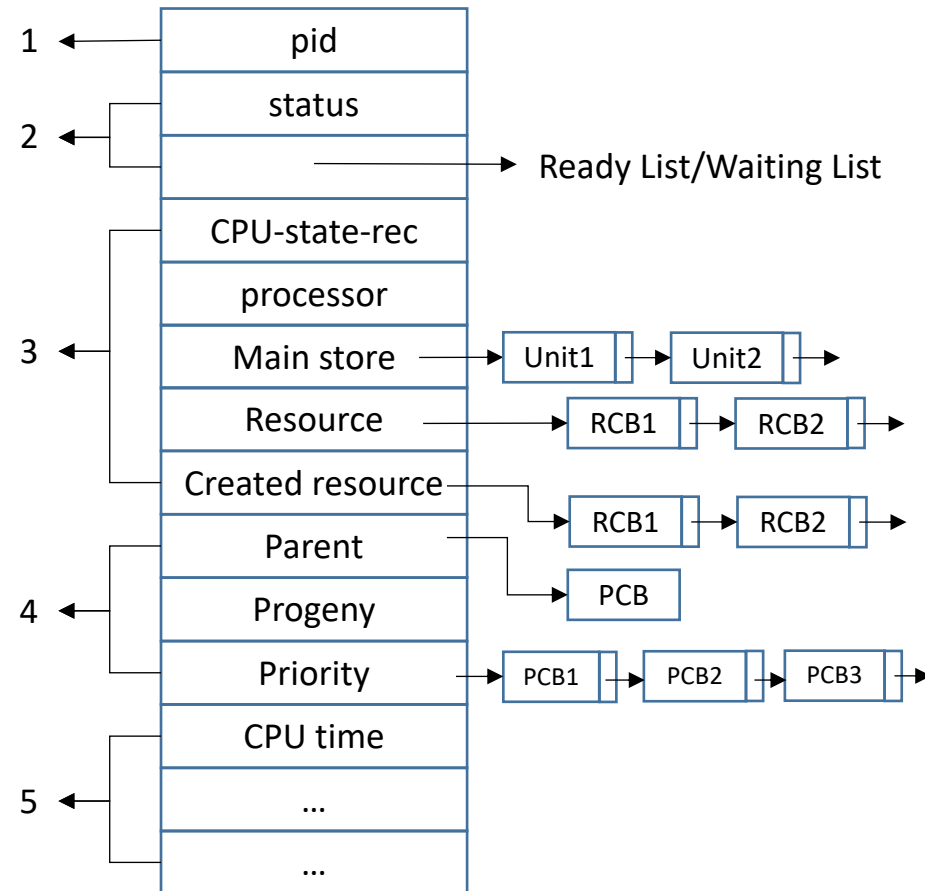 1
pid
status
2
Ready List/Waiting List
CPU-state-rec
processor
3
Main store
Unit1
Unit2
Resource
RCB1
RCB2
Created resource
RCB1
RCB2
Parent
PCB
4
Progeny
Priority
PCB1
PCB2
PCB3
CPU time
5
...
...